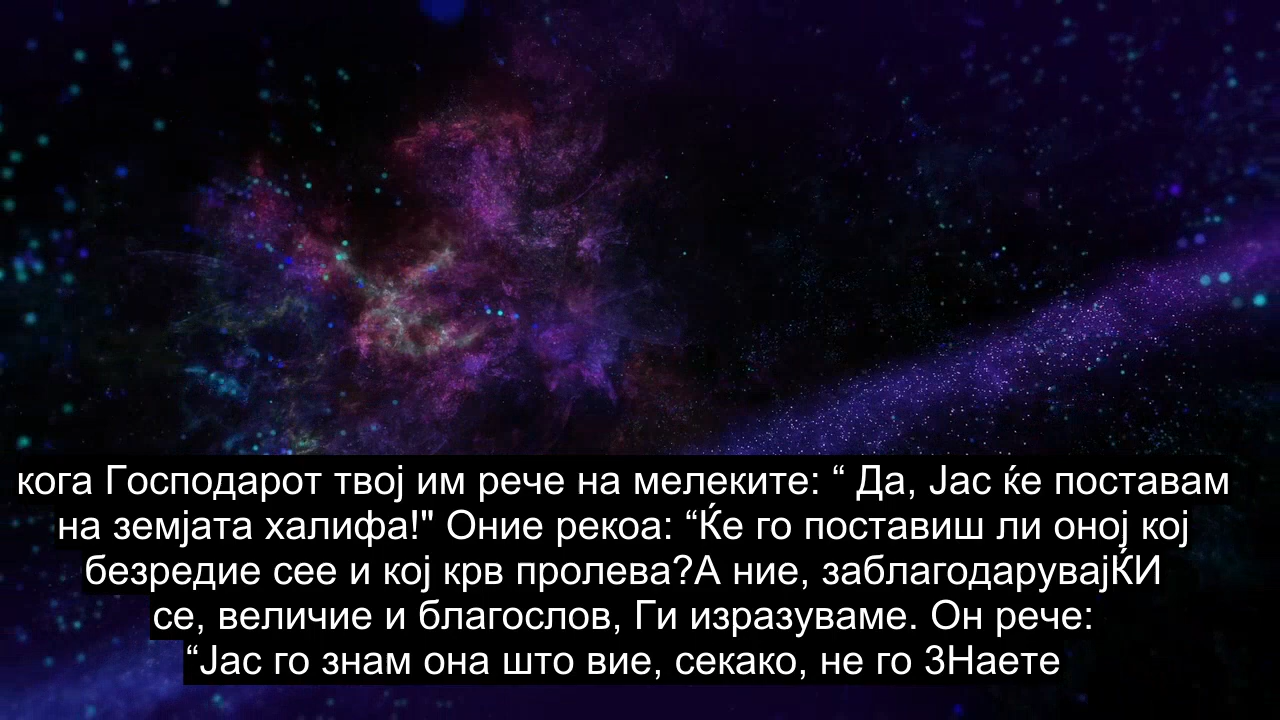 кога Господарот твој им рече на мелеките: “ Да, Јас ќе поставам
на земјата халифа!" Оние рекоа: “Ќе го поставиш ли оној кој
безредие сее и кој крв пролева?А ние, заблагодарувајЌИ
се, величие и благослов, Ги изразуваме. Он рече:
“Јас го знам она што вие, секако, не го 3Наете